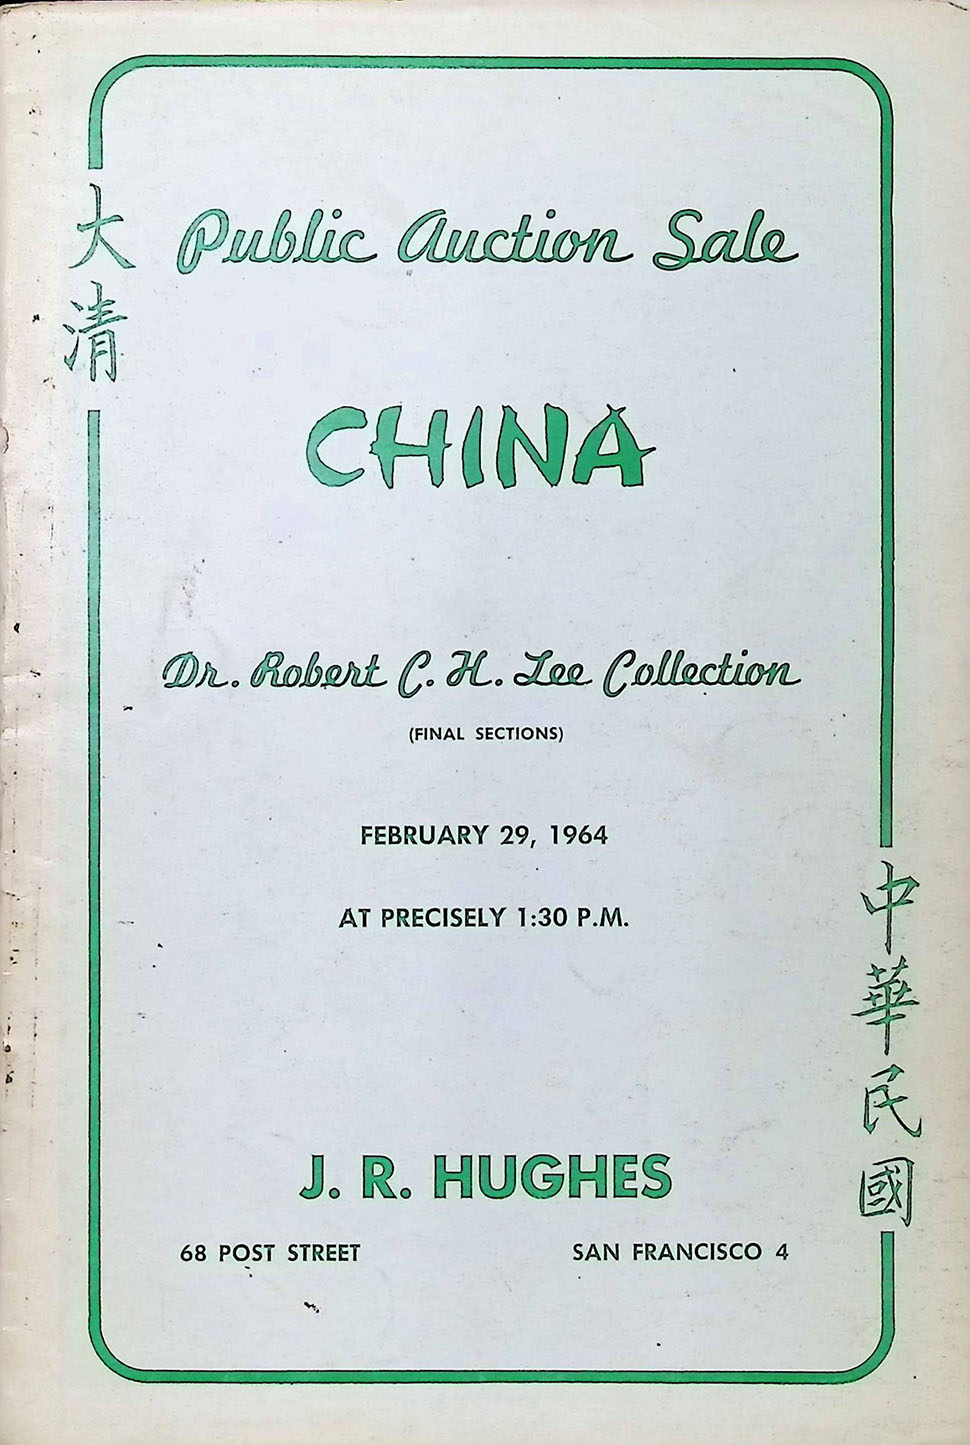 大清
Public Auction Sale
CHINA
Dr. Robert C. H. Lee Collection
(FINAL SECTIONS)
FEBRUARY 29, 1964
AT PRECISELY 1:30 P.M.
中華民國
J. R. HUGHES
68 POST STREET
SAN FRANCISCO 4